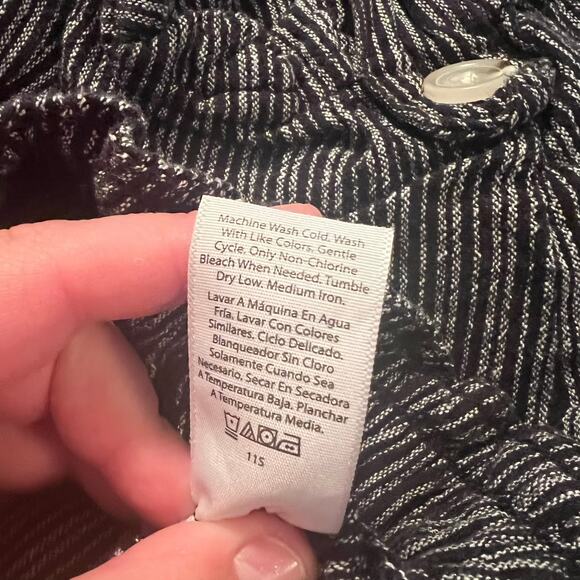 Machine Wash Cold. Wash
With Like Colors. Gentle
Cycle. Only Non-Chlorine
Bleach When Needed. Tumble
Dry Low. Medium Iron.
Lavar A Máquina En Agua
Fría. Lavar Con Colores
Similares. Ciclo Delicado.
Blanqueador Sin Cloro
Solamente Cuando Sea
Necesario, Secar En Secadora
A Temperatura Baja. Planchar
A Temperatura Media.
11S